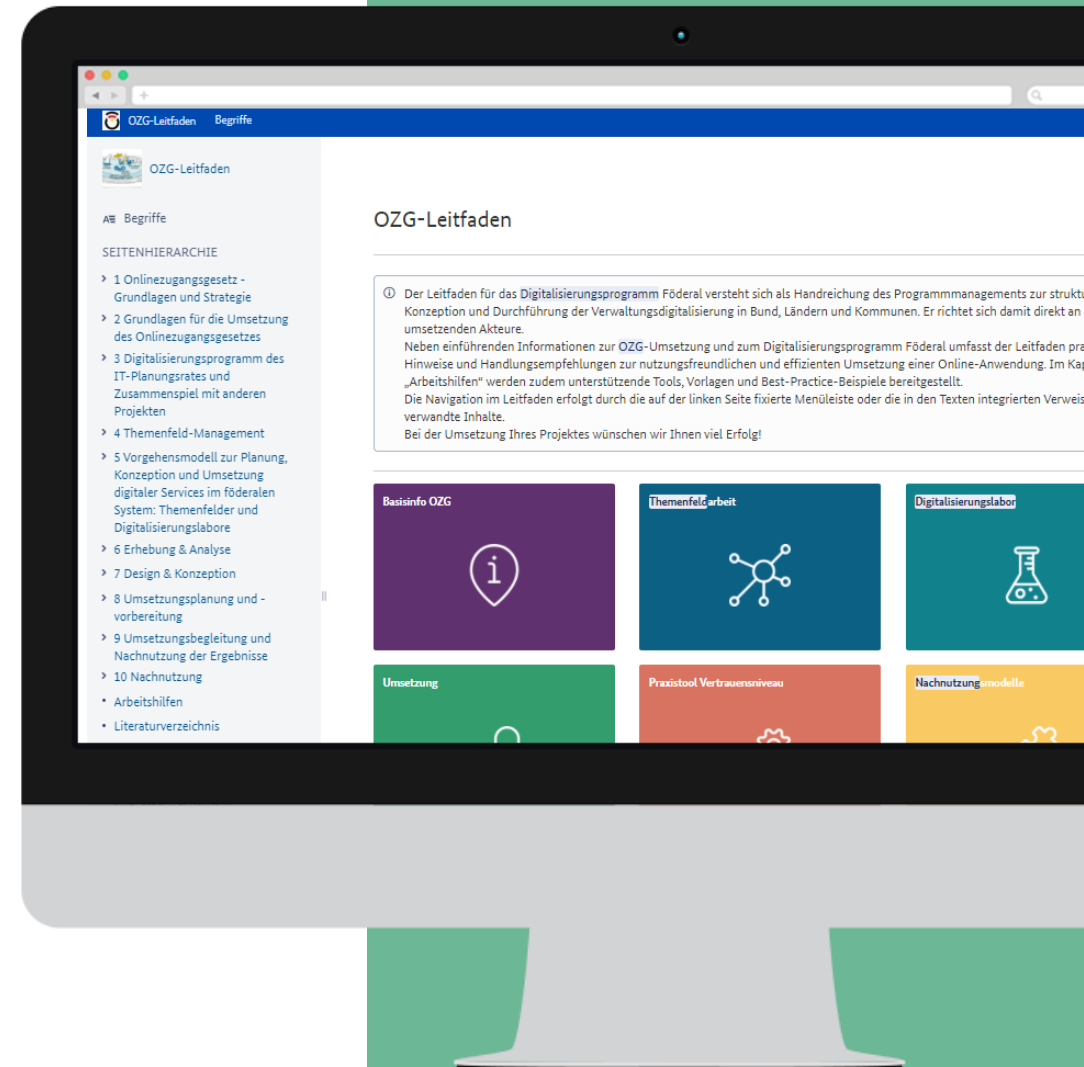 OZG-Leitfaden Begriffe
OZG-Leitfaden
Begriffe
SEITENHIERARCHIE
1 Onlinezugangsgesetz -
Grundlagen und Strategie
2 Grundlagen für die Umsetzung
des Onlinezugangsgesetzes
3 Digitalisierungsprogramm des
IT-Planungsrates und
Zusammenspiel mit anderen
Projekten
4 Themenfeld-Management
5 Vorgehensmodell zur Planung,
Konzeption und Umsetzung
digitaler Services im föderalen
System: Themenfelder und
Digitalisierungslabore
6 Erhebung & Analyse
7 Design & Konzeption
8 Umsetzungsplanung und -
vorbereitung
9 Umsetzungsbegleitung und
Nachnutzung der Ergebnisse
10 Nachnutzung
Arbeitshilfen
Literaturverzeichnis
OZG-Leitfaden
Der Leitfaden für das Digitalisierungsprogramm Föderal versteht sich als Handreichung des Programmmanagements zur
Konzeption und Durchführung der Verwaltungsdigitalisierung in Bund, Ländern und Kommunen. Er richtet sich damit direkt an
umsetzenden Akteure.
Neben einführenden Informationen zur OZG-Umsetzung und zum Digitalisierungsprogramm Föderal umfasst der Leitfaden
Hinweise und Handlungsempfehlungen zur nutzungsfreundlichen und effizienten Umsetzung einer Online-Anwendung. Im
„Arbeitshilfen“ werden zudem unterstützende Tools, Vorlagen und Best-Practice-Beispiele bereitgestellt.
Die Navigation im Leitfaden erfolgt durch die auf der linken Seite fixierte Menüleiste oder die in den Texten integrierten
verwandte Inhalte.
Bei der Umsetzung Ihres Projektes wünschen wir Ihnen viel Erfolg!
Basisinfo OZG
Themenfeldarbeit
Digitalisierungslabor
Umsetzung
Praxistool Vertrauensniveau
Nachnutzungsmodelle